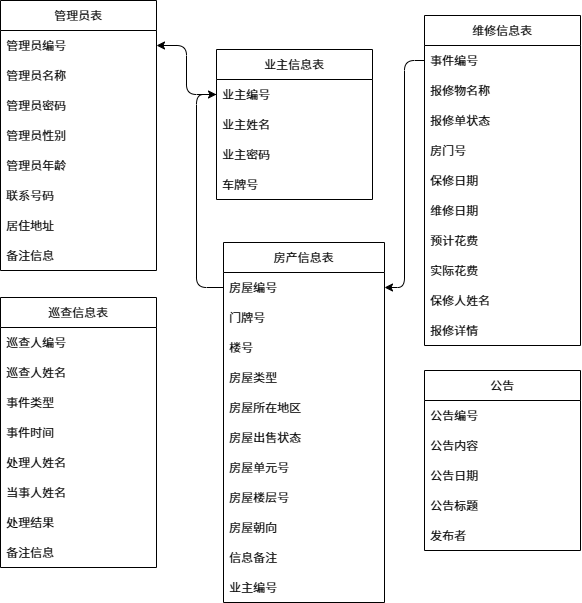 管理员表
管理员编号
管理员名称
管理员密码
管理员性别
管理员年龄
联系号码
居住地址
备注信息
业主信息表
业主编号
业主姓名
业主密码
车牌号
维修信息表
事件编号
报修物名称
报修单状态
房门号
保修日期
维修日期
预计花费
实际花费
保修人姓名
报修详情
巡查信息表
巡查人编号
巡查人姓名
事件类型
事件时间
处理人姓名
当事人姓名
处理结果
备注信息
房产信息表
房屋编号
门牌号
楼号
房屋类型
房屋所在地区
房屋出售状态
房屋单元号
房屋楼层号
房屋朝向
信息备注
业主编号
公告
公告编号
公告内容
公告日期
公告标题
发布者